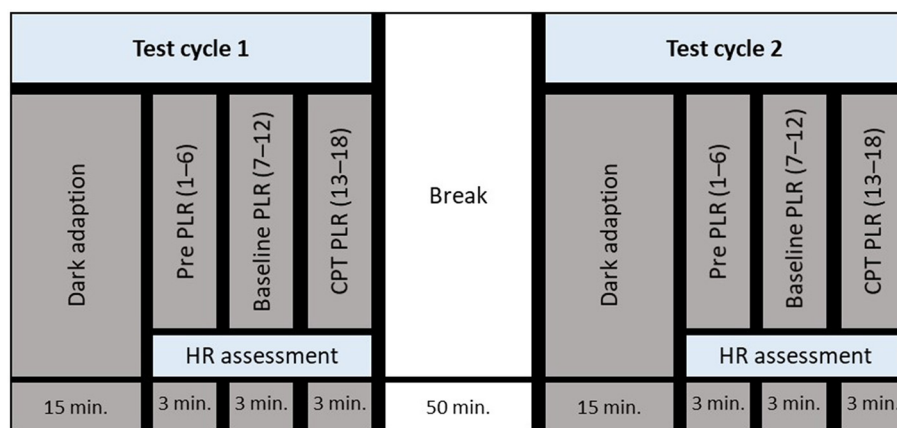 Test cycle 1
Test cycle 2
Dark adaption
Pre PLR (1–6)
Baseline PLR (7–12)
CPT PLR (13–18)
HR assessment
Break
Dark adaption
Pre PLR (1–6)
Baseline PLR (7–12)
CPT PLR (13–18)
HR assessment
15 min.
3 min.
3 min.
3 min.
50 min.
15 min.
3 min.
3 min.
3 min.